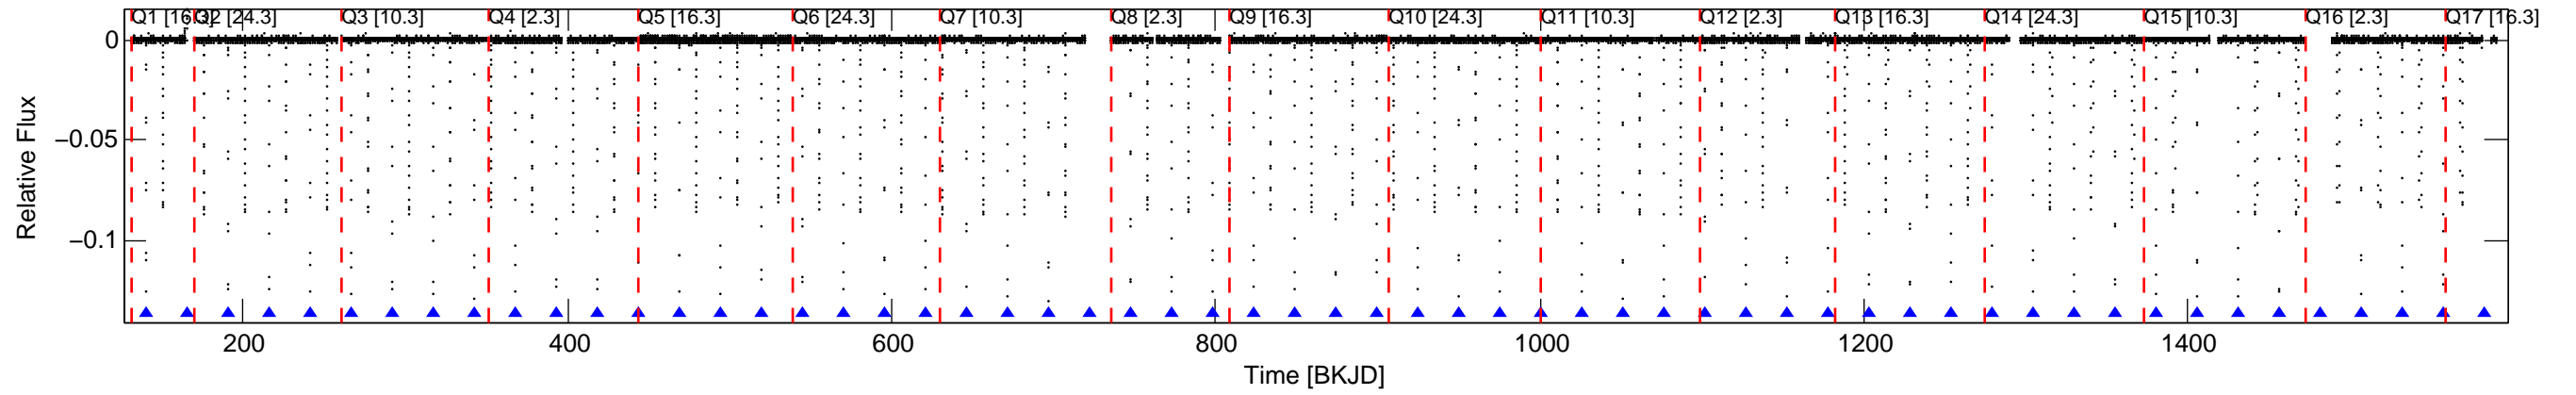 Q1 [16.3] Q2 [24.3] Q3 [10.3] Q4 [2.3] Q5 [16.3] Q6 [24.3] Q7 [10.3] Q8 [2.3] Q9 [16.3] Q10 [24.3] Q11 [10.3] Q12 [2.3] Q13 [16.3] Q14 [24.3] Q15 [10.3] Q16 [2.3] Q17 [16.3]
0
−0.05
−0.1
Relative Flux
200 400 600 800 1000 1200 1400
Time [BKJD]